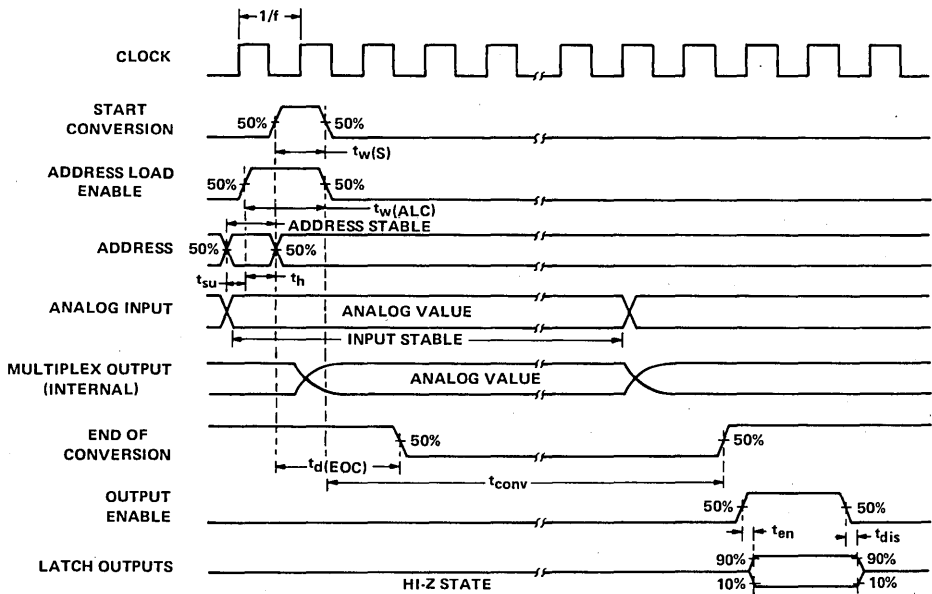 1/f
CLOCK
START
CONVERSION
50%
50%
tw(S)
ADDRESS LOAD
ENABLE
50%
50%
tw(ALC)
ADDRESS STABLE
ADDRESS
50%
50%
tsu
th
ANALOG INPUT
ANALOG VALUE
INPUT STABLE
MULTIPLEX OUTPUT
(INTERNAL)
ANALOG VALUE
END OF
CONVERSION
50%
50%
td(EOC)
tconv
OUTPUT
ENABLE
50%
50%
ten
tdis
LATCH OUTPUTS
90%
90%
HI-Z STATE
10%
10%